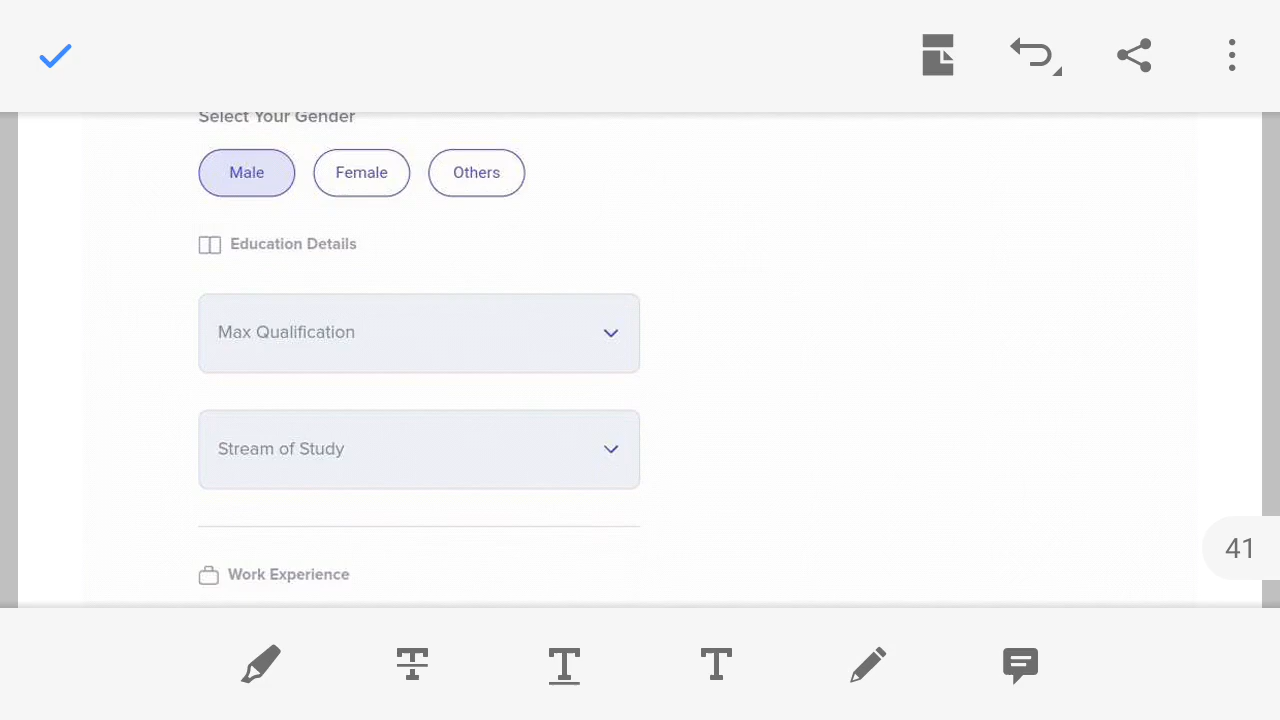 Select Your Gender
Male Female Others
Education Details
Max Qualification
Stream of Study
41
Work Experience